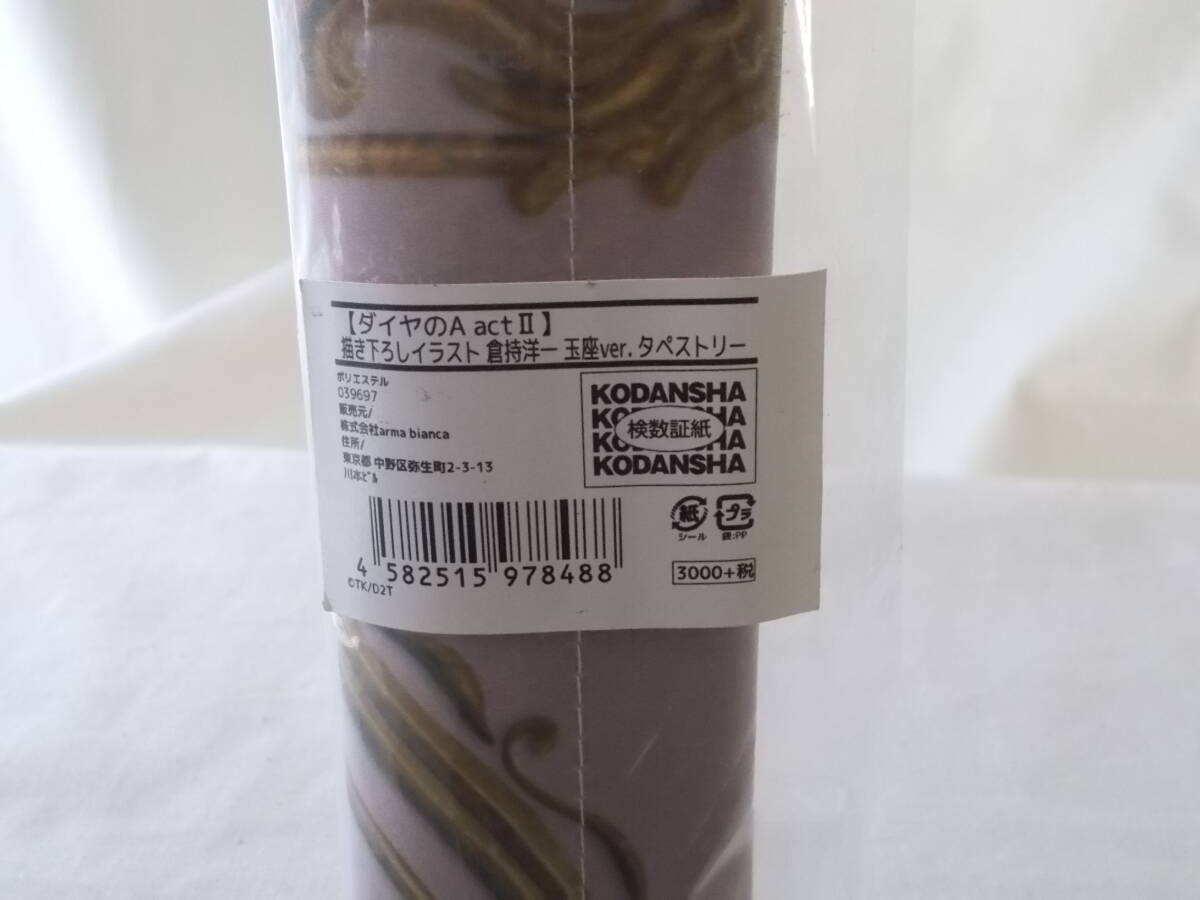 【ダイヤのA actⅡ】
描き下ろしイラスト 倉持洋一 玉座ver. タペストリー
ポリエステル
039697
販売元/
株式会社arma bianca
住所/
東京都 中野区弥生町2-3-13
川本ビル
KODANSHA
検数証紙
KODANSHA
紙
シール
プラ
袋:PP
4 582515 978488
3000+税
©TK/D2T